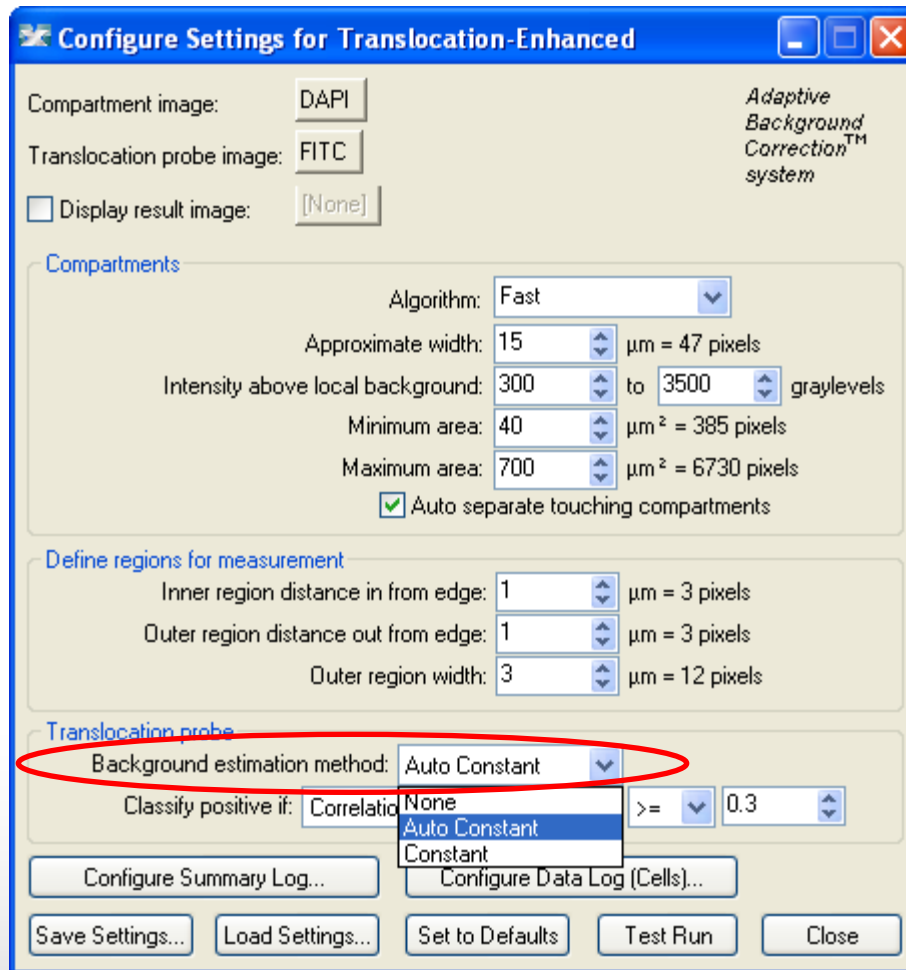 Configure Settings for Translocation-Enhanced
Compartment image: DAPI
Translocation probe image: FITC
Display result image: [None]
Adaptive
Background
Correction™
system
Compartments
Algorithm: Fast
Approximate width: 15 µm = 47 pixels
Intensity above local background: 300 to 3500 graylevels
Minimum area: 40 µm² = 385 pixels
Maximum area: 700 µm² = 6730 pixels
Auto separate touching compartments
Define regions for measurement
Inner region distance in from edge: 1 µm = 3 pixels
Outer region distance out from edge: 1 µm = 3 pixels
Outer region width: 3 µm = 12 pixels
Translocation probe
Background estimation method: Auto Constant
Classify positive if: >= 0.3
None
Auto Constant
Constant
Configure Summary Log... Configure Data Log (Cells)...
Save Settings... Load Settings... Set to Defaults Test Run Close